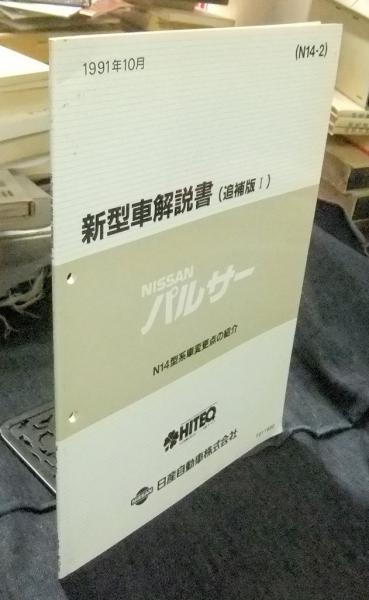 1991年10月
(N14-2)
新型車解説書(追補版Ⅰ)
NISSAN
パルサー
N14型系車変更点の紹介
HITEQ
日産自動車株式会社